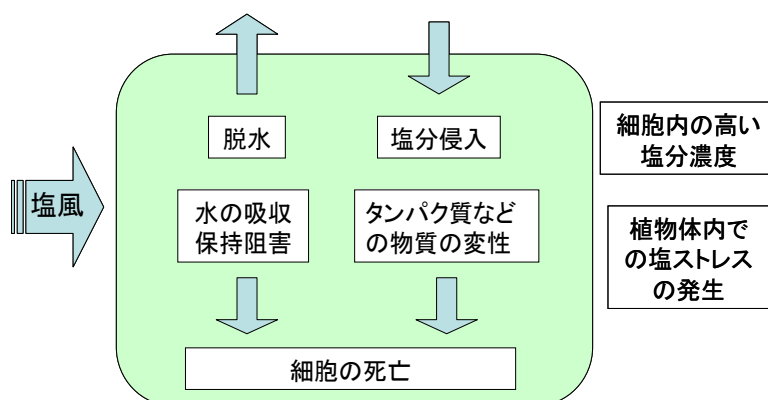 塩風
脱水
塩分侵入
水の吸収
保持阻害
タンパク質など
の物質の変性
細胞の死亡
細胞内の高い
塩分濃度
植物体内で
の塩ストレス
の発生